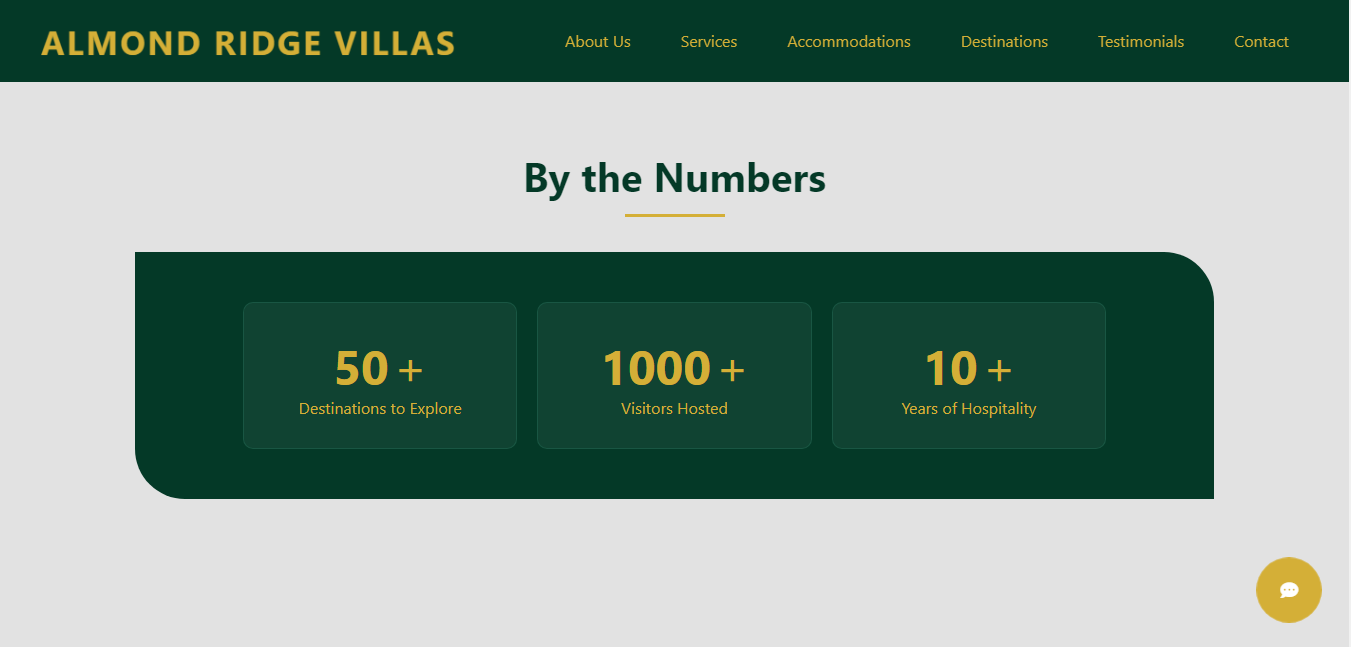 ALMOND RIDGE VILLAS
About Us Services Accommodations Destinations Testimonials Contact
By the Numbers
50 +
Destinations to Explore
1000 +
Visitors Hosted
10 +
Years of Hospitality